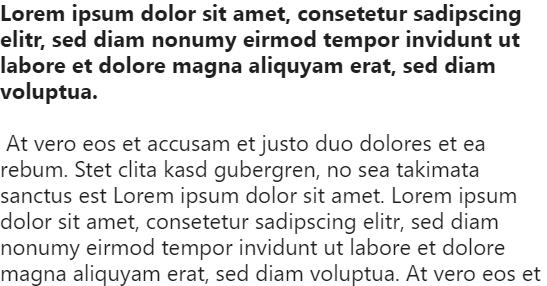 Lorem ipsum dolor sit amet, consetetur sadipscing
elitr, sed diam nonumy eirmod tempor invidunt ut
labore et dolore magna aliquyam erat, sed diam
voluptua.
At vero eos et accusam et justo duo dolores et ea
rebum. Stet clita kasd gubergren, no sea takimata
sanctus est Lorem ipsum dolor sit amet. Lorem ipsum
dolor sit amet, consetetur sadipscing elitr, sed diam
nonumy eirmod tempor invidunt ut labore et dolore
magna aliquyam erat, sed diam voluptua. At vero eos et